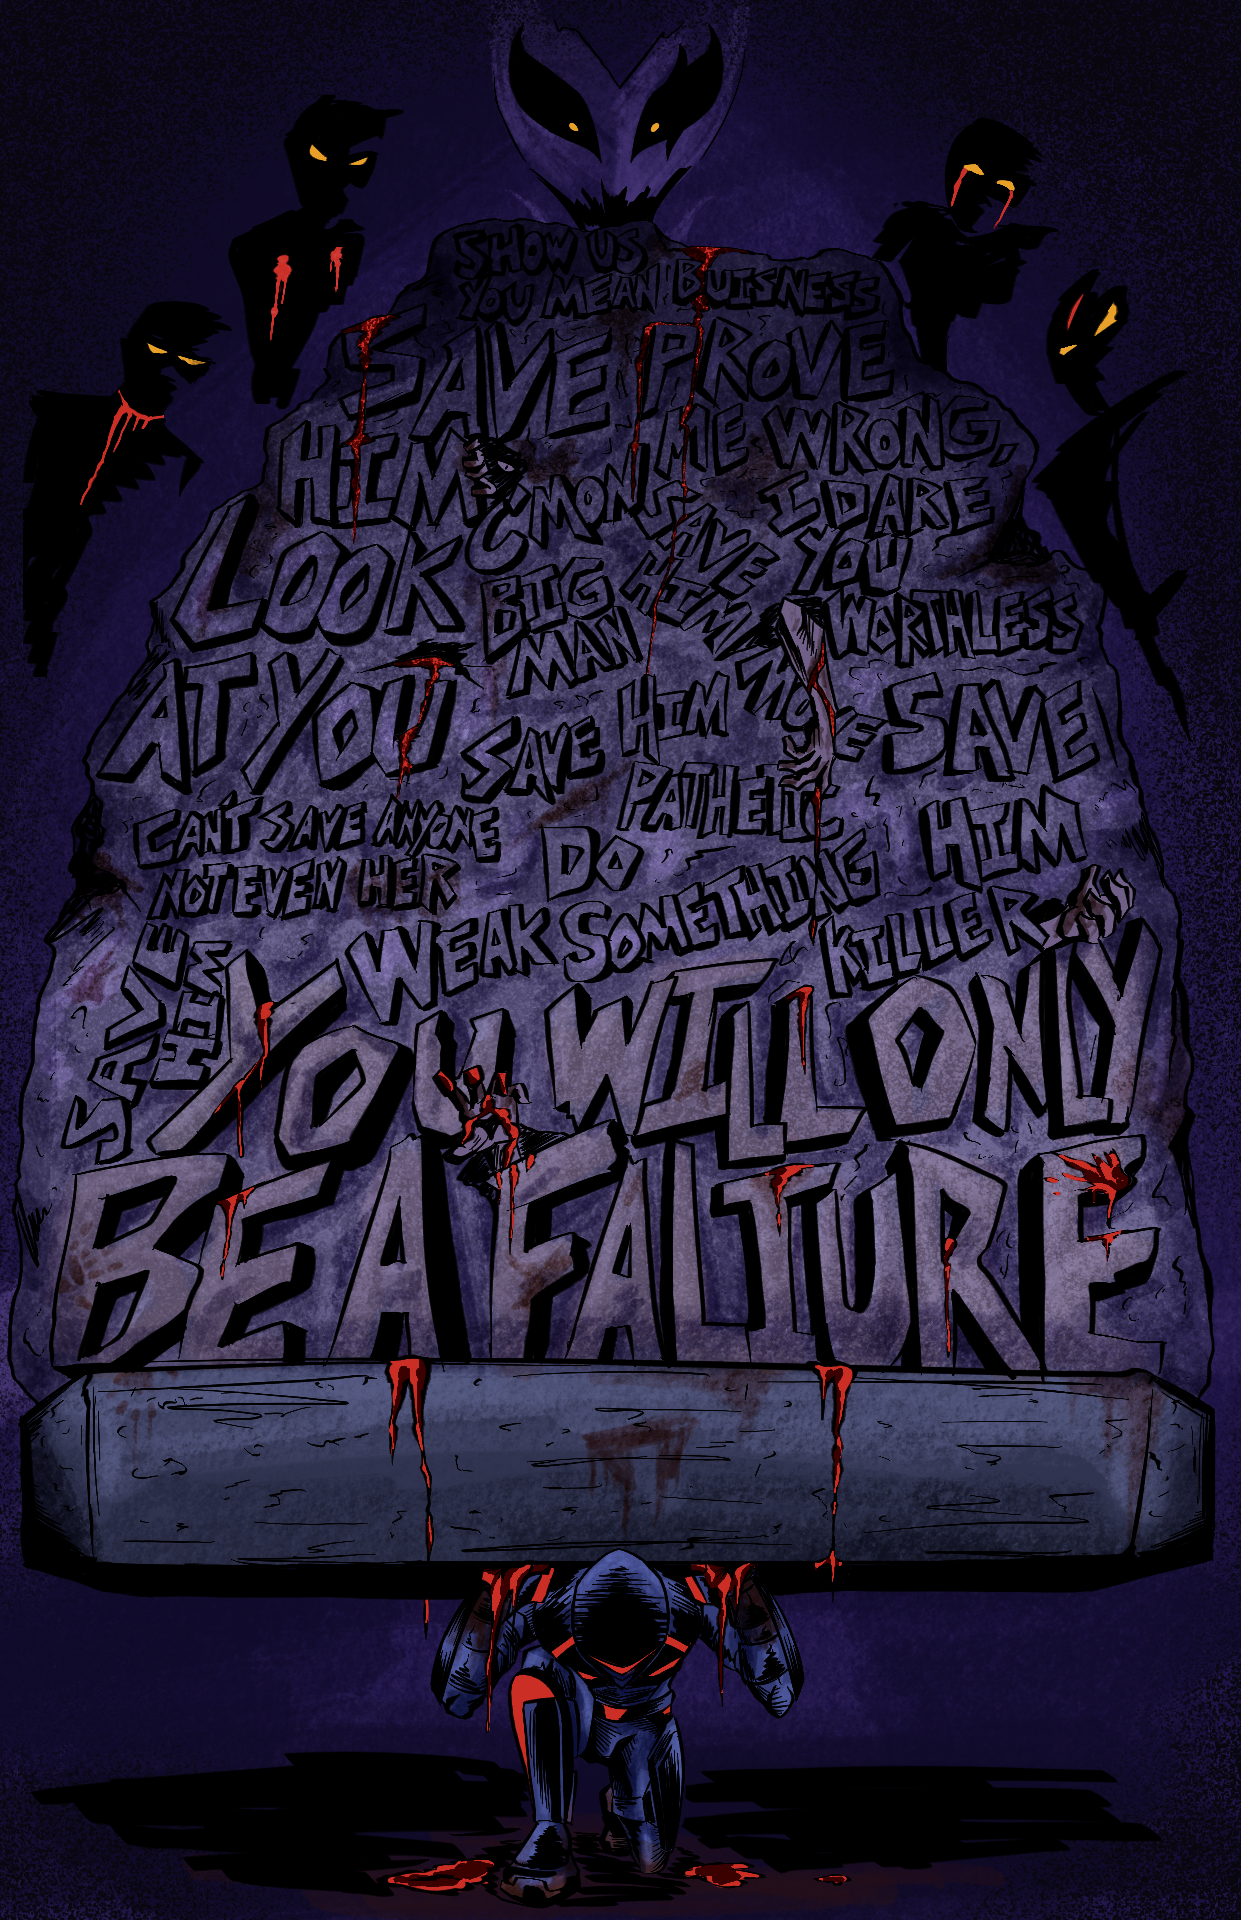 SHOW US
YOU MEAN BUISNESS
SAVE
HIM
PROVE
ME WRONG,
I DARE
YOU
WORTHLESS
C'MON
BIG
MAN
SAVE
HIM
LOOK
AT YOU
SAVE HIM
MOVE
SAVE
HIM
PATHETIC
CAN'T SAVE ANYONE
NOT EVEN HER
DO
SOMETHING
WEAK
KILLER
SAVE
HIM
YOU WILL ONLY
BE A FAILURE